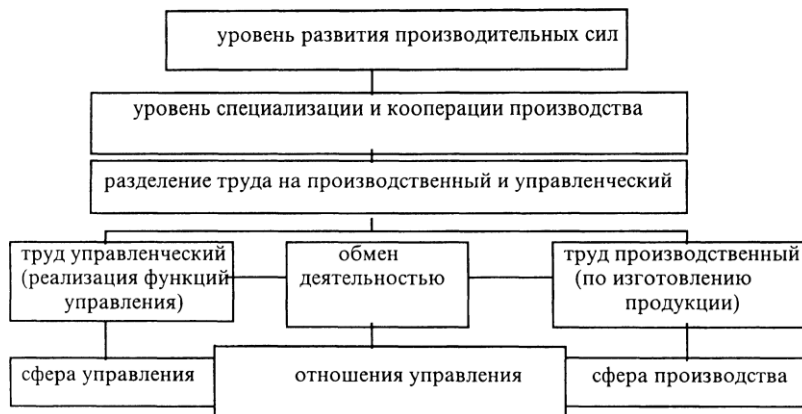 уровень развития производительных сил
уровень специализации и кооперации производства
разделение труда на производственный и управленческий
труд управленческий
(реализация функций
управления)
обмен
деятельностью
труд производственный
(по изготовлению
продукции)
сфера управления
отношения управления
сфера производства